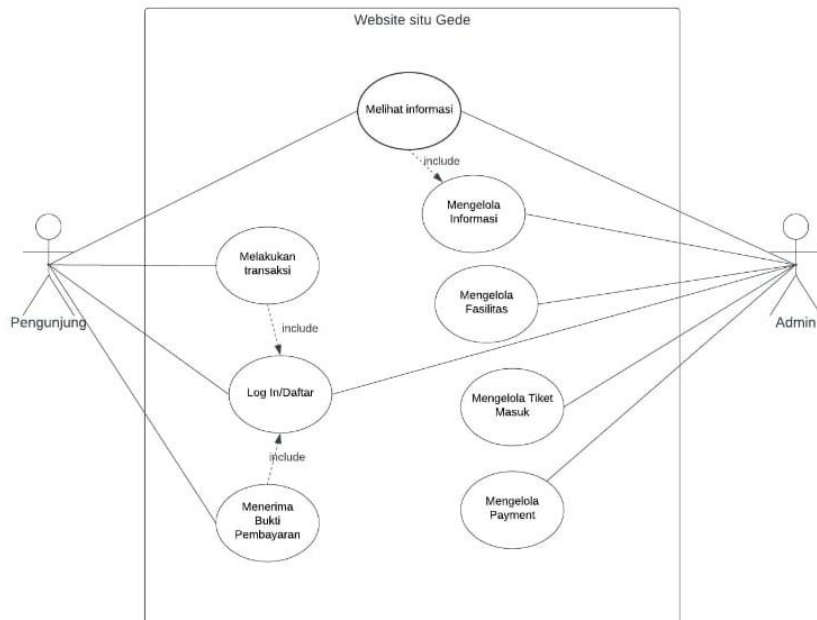 Website situ Gede
Melihat informasi
include
Mengelola
Informasi
Melakukan
transaksi
Mengelola
Fasilitas
Pengunjung
Admin
include
Log In/Daftar
Mengelola Tiket
Masuk
include
Menerima
Bukti
Pembayaran
Mengelola
Payment